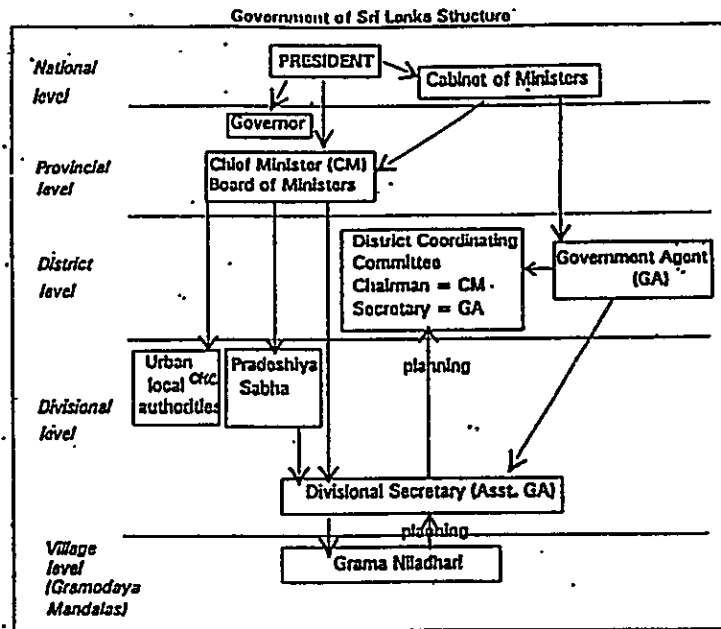 Government of Sri Lanka Structure
National
level
PRESIDENT
Cabinet of Ministers
Governor
Provincial
level
Chief Minister (CM)
Board of Ministers
District
level
District Coordinating
Committee
Chairman = CM
Secretary = GA
Government Agent
(GA)
Divisional
level
Urban
local CMC
authorities
Pradeshiya
Sabha
planning
Divisional Secretary (Asst. GA)
planning
Village
level
(Gramodaya
Mandalas)
Grama Niladhari